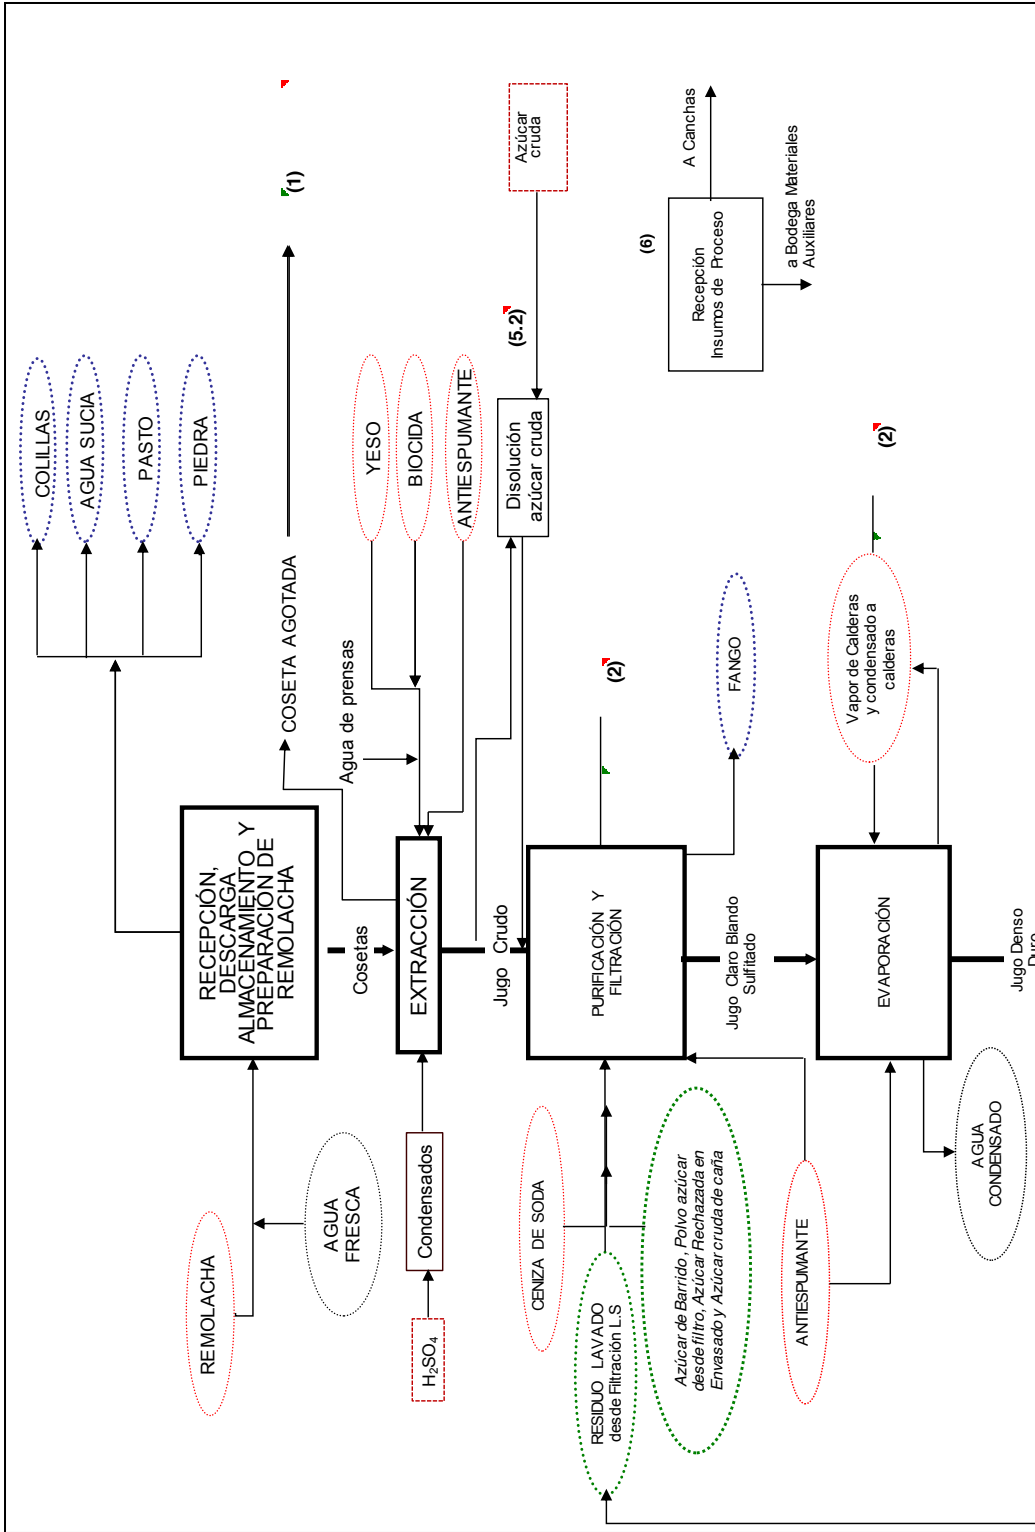 COLILLAS
AGUA SUCIA
PASTO
PIEDRA
(1)
REMOLACHA
AGUA
FRESCA
RECEPCIÓN,
DESCARGA
ALMACENAMIENTO Y
PREPARACIÓN DE
REMOLACHA
COSETA AGOTADA
Cosetas
Agua de prensas
YESO
BIOCIDA
ANTIESPUMANTE
H₂SO₄
Condensados
EXTRACCIÓN
Jugo Crudo
Disolución
azúcar cruda
(5.2)
Azúcar
cruda
CENIZA DE SODA
RESIDUO LAVADO
desde Filtración L.S
Azúcar de Barrido, Polvo azúcar
desde filtro, Azúcar Rechazada en
Envasado y Azúcar cruda de caña
PURIFICACIÓN Y
FILTRACIÓN
(2)
FANGO
Jugo Claro Blando
Sulfitado
(6)
Recepción
Insumos de Proceso
A Canchas
a Bodega Materiales
Auxiliares
ANTIESPUMANTE
EVAPORACIÓN
Vapor de Calderas
y condensado a
calderas
(2)
AGUA
CONDENSADO
Jugo Denso